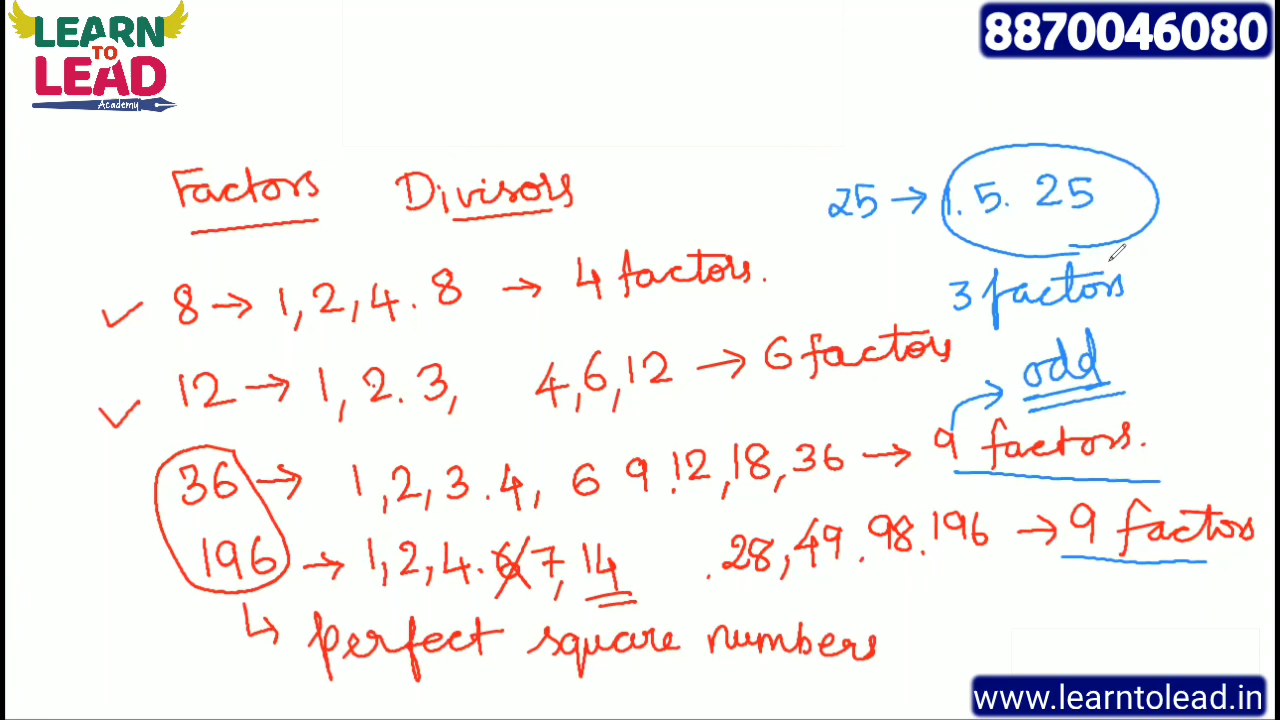 LEARN
TO
LEAD
Academy
8870046080
Factors Divisors
25 → 1. 5. 25
8 → 1, 2, 4. 8 → 4 factors.
3 factors
12 → 1, 2. 3, 4, 6, 12 → 6 factors
odd
36 → 1, 2, 3. 4, 6 9. 12, 18, 36 → 9 factors.
196 → 1, 2, 4. 6 7, 14 . 28, 49. 98. 196 → 9 factors
↳ perfect square numbers
www.learntolead.in